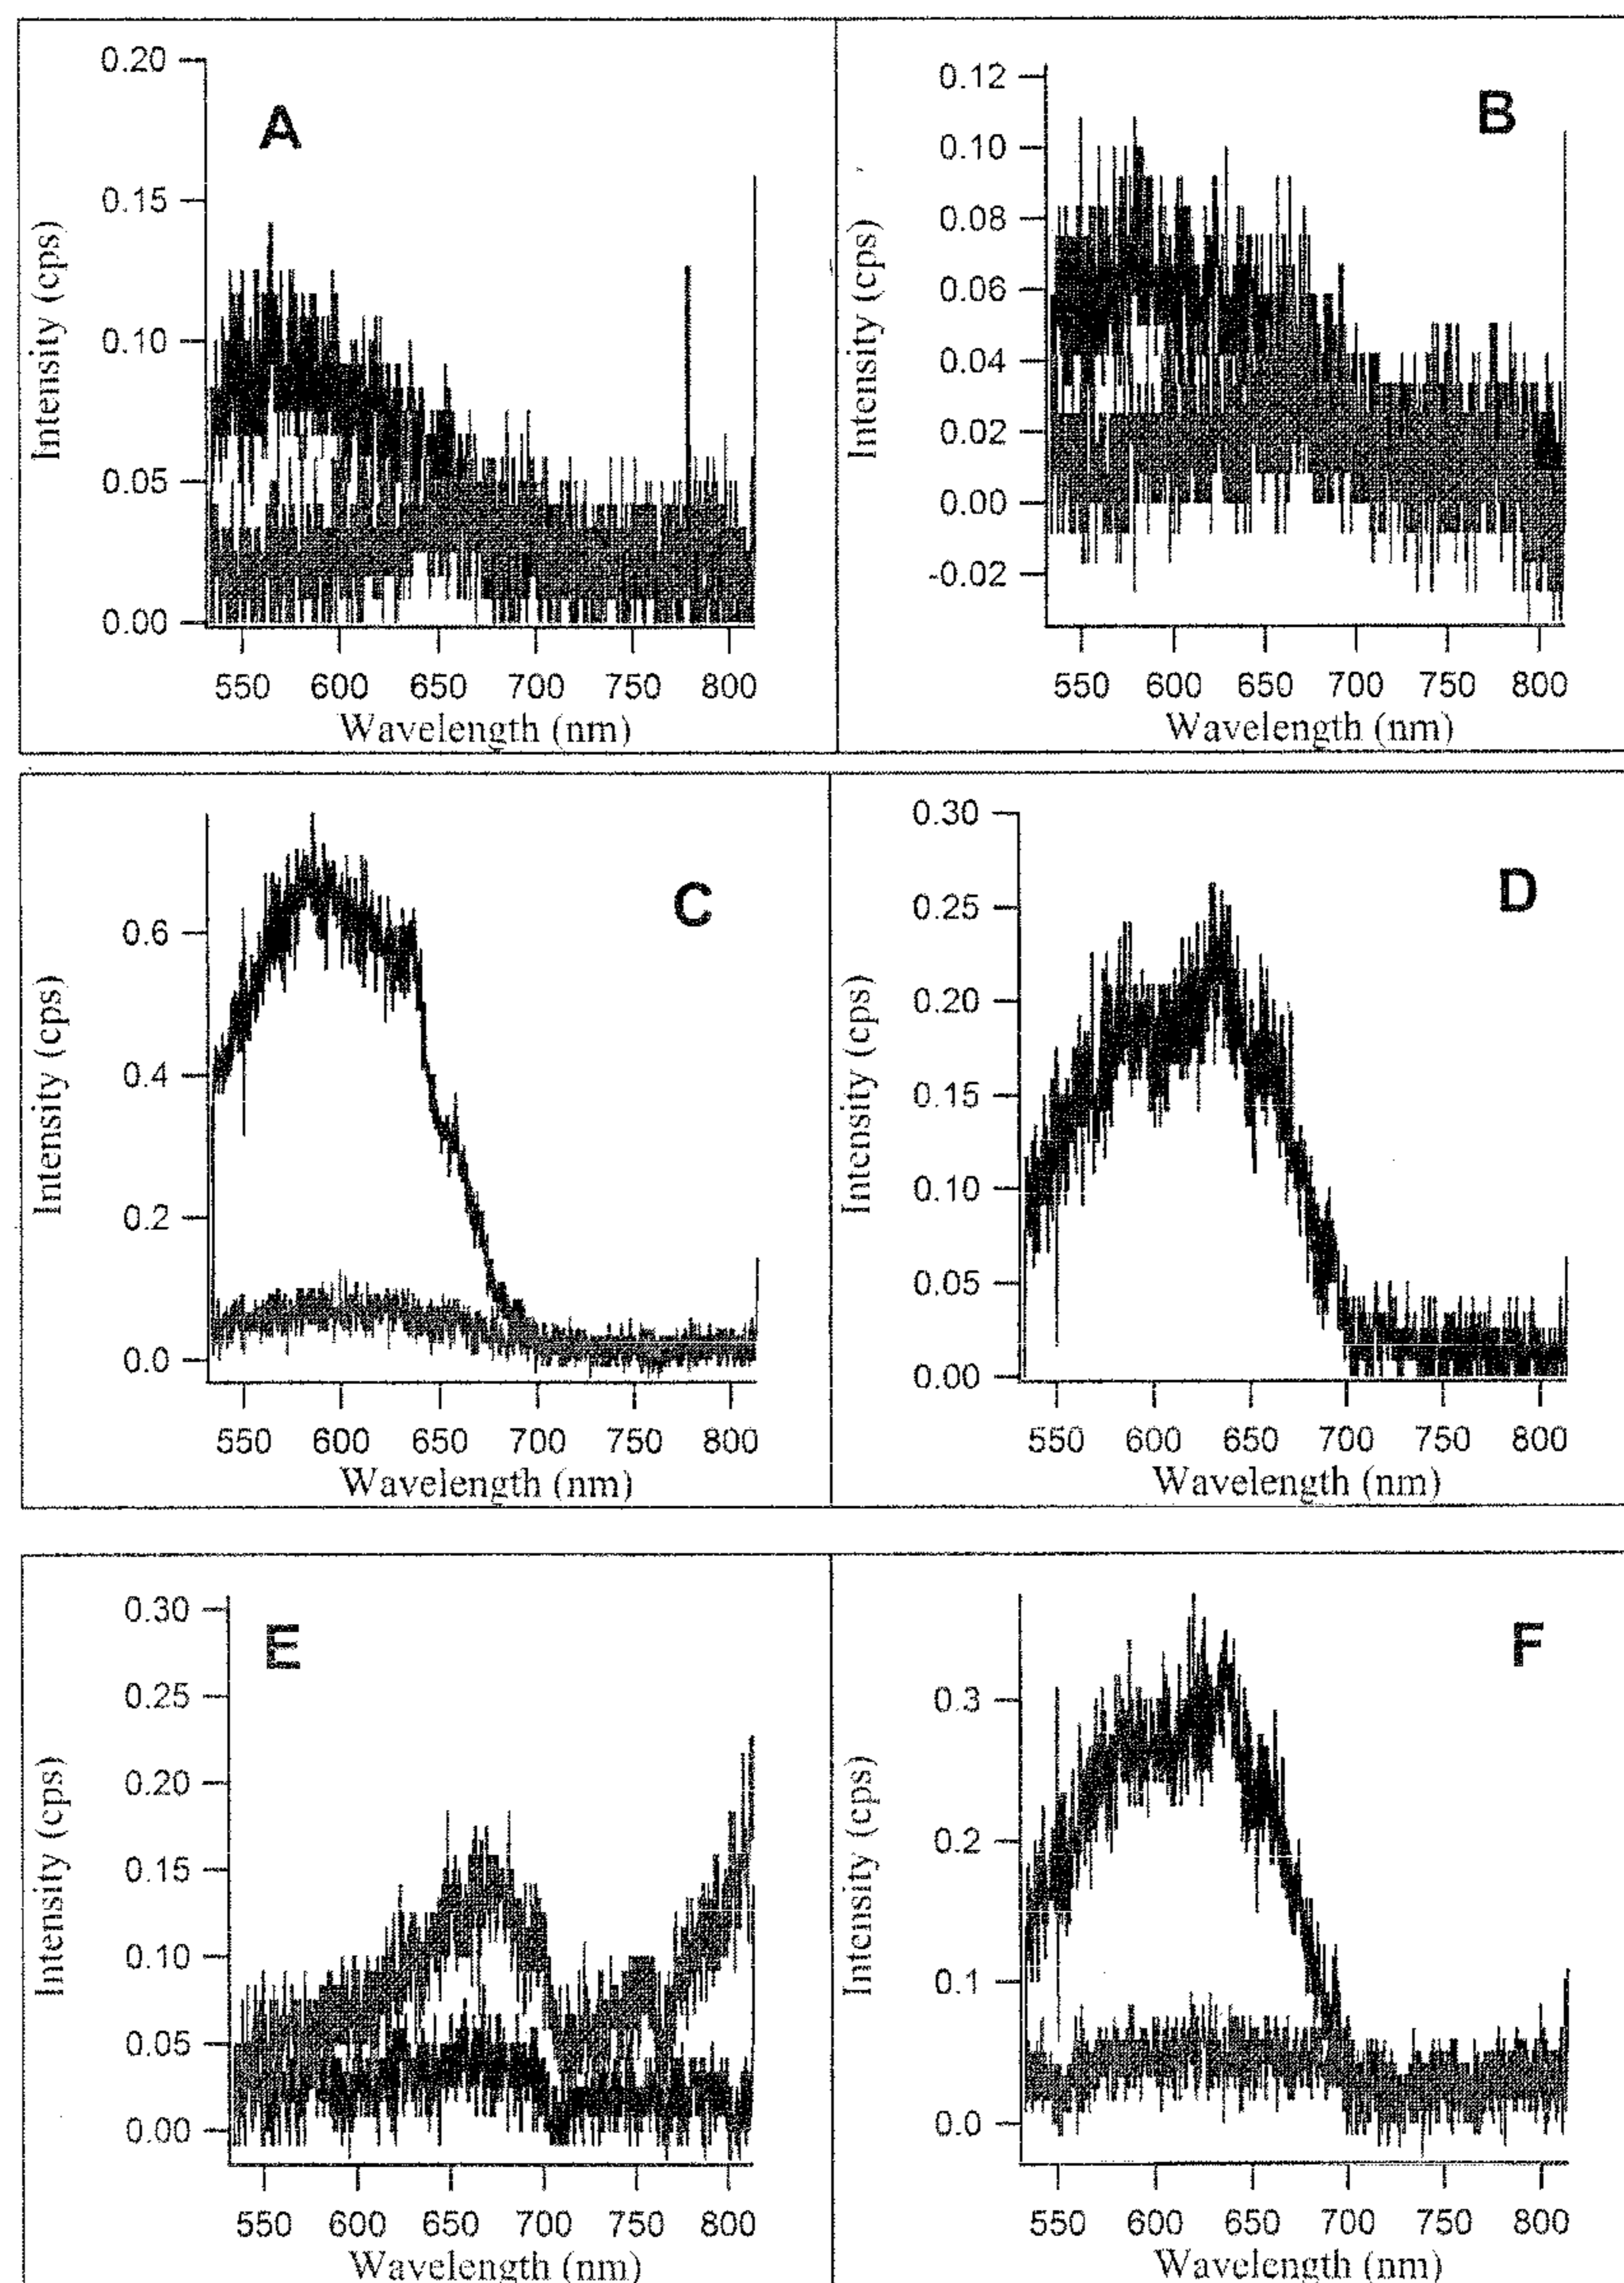 A
Intensity (cps)
0.20
0.15
0.10
0.05
0.00
550 600 650 700 750 800
Wavelength (nm)
B
Intensity (cps)
0.12
0.10
0.08
0.06
0.04
0.02
0.00
-0.02
550 600 650 700 750 800
Wavelength (nm)
C
Intensity (cps)
0.6
0.4
0.2
0.0
550 600 650 700 750 800
Wavelength (nm)
D
Intensity (cps)
0.30
0.25
0.20
0.15
0.10
0.05
0.00
550 600 650 700 750 800
Wavelength (nm)
E
Intensity (cps)
0.30
0.25
0.20
0.15
0.10
0.05
0.00
550 600 650 700 750 800
Wavelength (nm)
F
Intensity (cps)
0.3
0.2
0.1
0.0
550 600 650 700 750 800
Wavelength (nm)